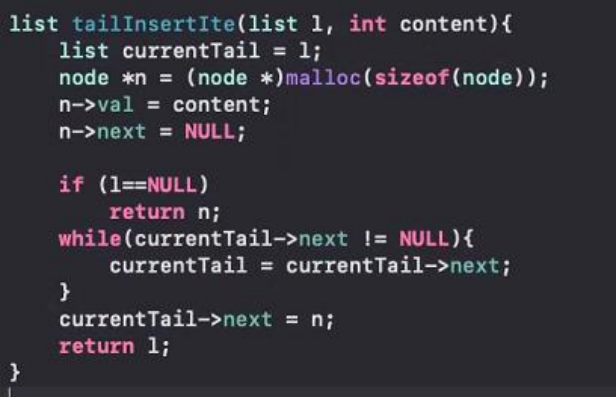 list tailInsertIte(list l, int content){
    list currentTail = l;
    node *n = (node *)malloc(sizeof(node));
    n->val = content;
    n->next = NULL;

    if (l==NULL)
        return n;
    while(currentTail->next != NULL){
        currentTail = currentTail->next;
    }
    currentTail->next = n;
    return l;
}